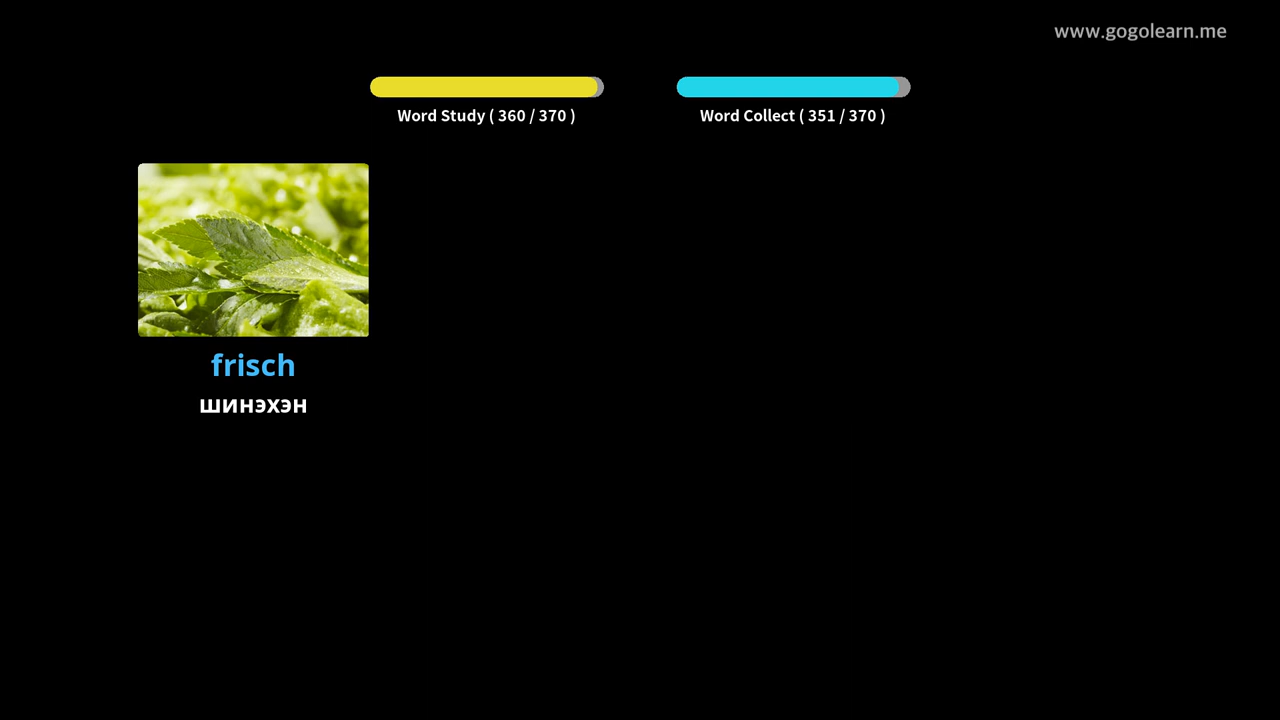 www.gogolearn.me
Word Study ( 360 / 370 )
Word Collect ( 351 / 370 )
frisch
шинэхэн